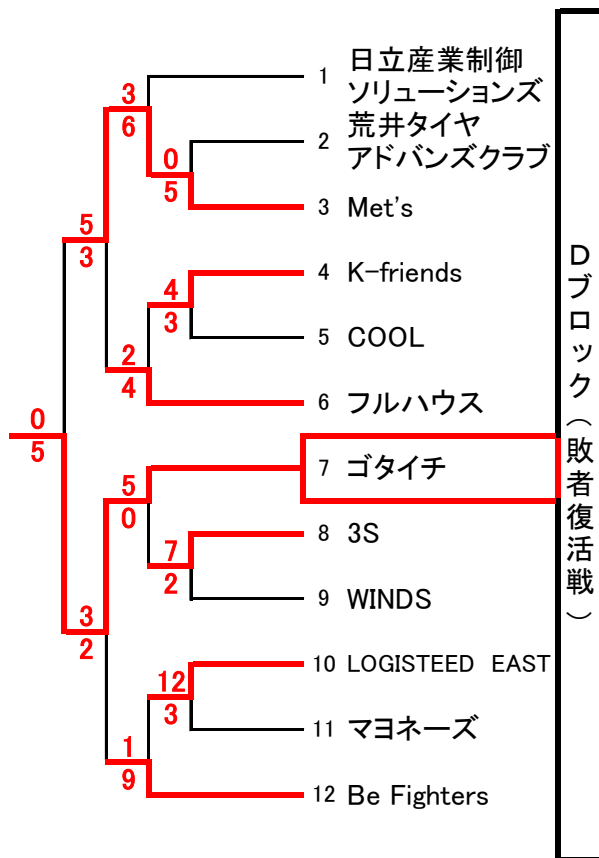 1 日立産業制御
ソリューションズ
2 荒井タイヤ
アドバンズクラブ
3 Met's
4 K-friends
5 COOL
6 フルハウス
7 ゴタイチ
8 3S
9 WINDS
10 LOGISTEED EAST
11 マヨネーズ
12 Be Fighters
Dブロック(敗者復活戦)
3
6
0
5
5
3
4
3
2
4
0
5
5
0
7
2
3
2
12
3
1
9